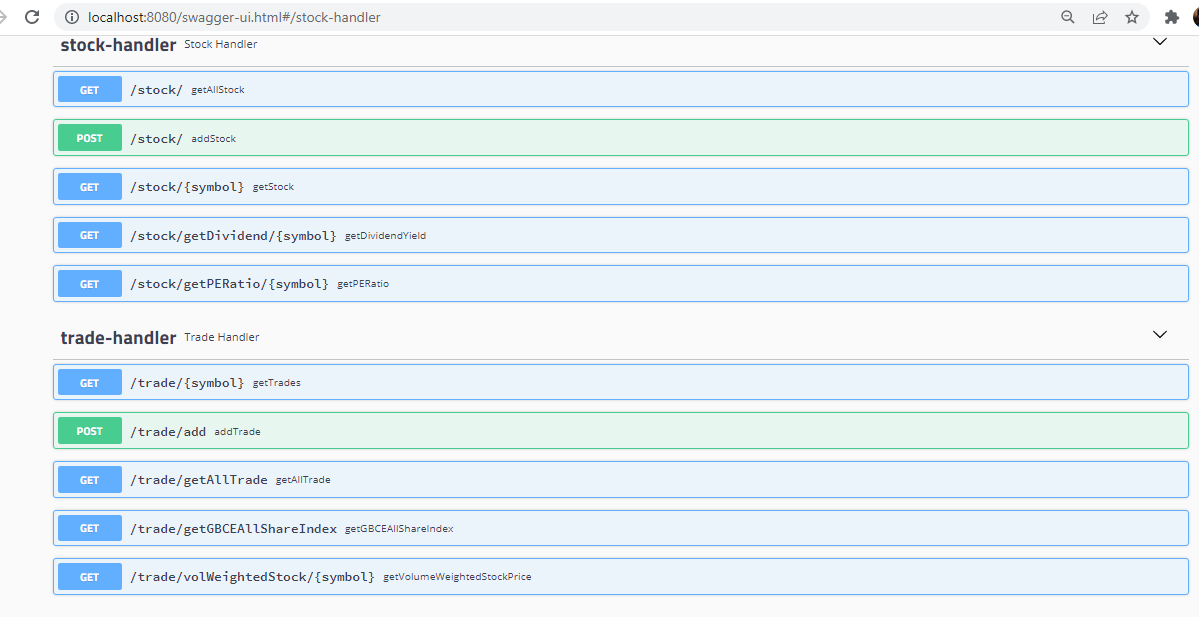 localhost:8080/swagger-ui.html#/stock-handler
stock-handler Stock Handler
GET /stock/ getAllStock
POST /stock/ addStock
GET /stock/{symbol} getStock
GET /stock/getDividend/{symbol} getDividendYield
GET /stock/getPERatio/{symbol} getPERatio
trade-handler Trade Handler
GET /trade/{symbol} getTrades
POST /trade/add addTrade
GET /trade/getAllTrade getAllTrade
GET /trade/getGBCEAllShareIndex getGBCEAllShareIndex
GET /trade/volWeightedStock/{symbol} getVolumeWeightedStockPrice